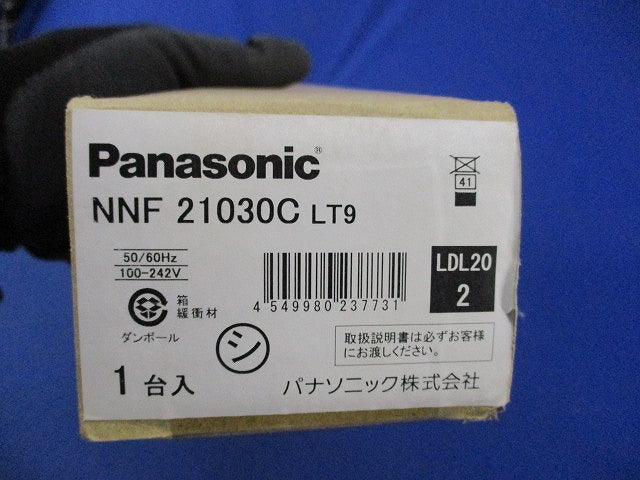 Panasonic®
NNF 21030C LT9
41
50/60Hz
100-242V
4 549980 237731
LDL20
2
箱
緩衝材
ダンボール
シ
取扱説明書は必ずお客様
にお渡しください。
1台入
パナソニック株式会社